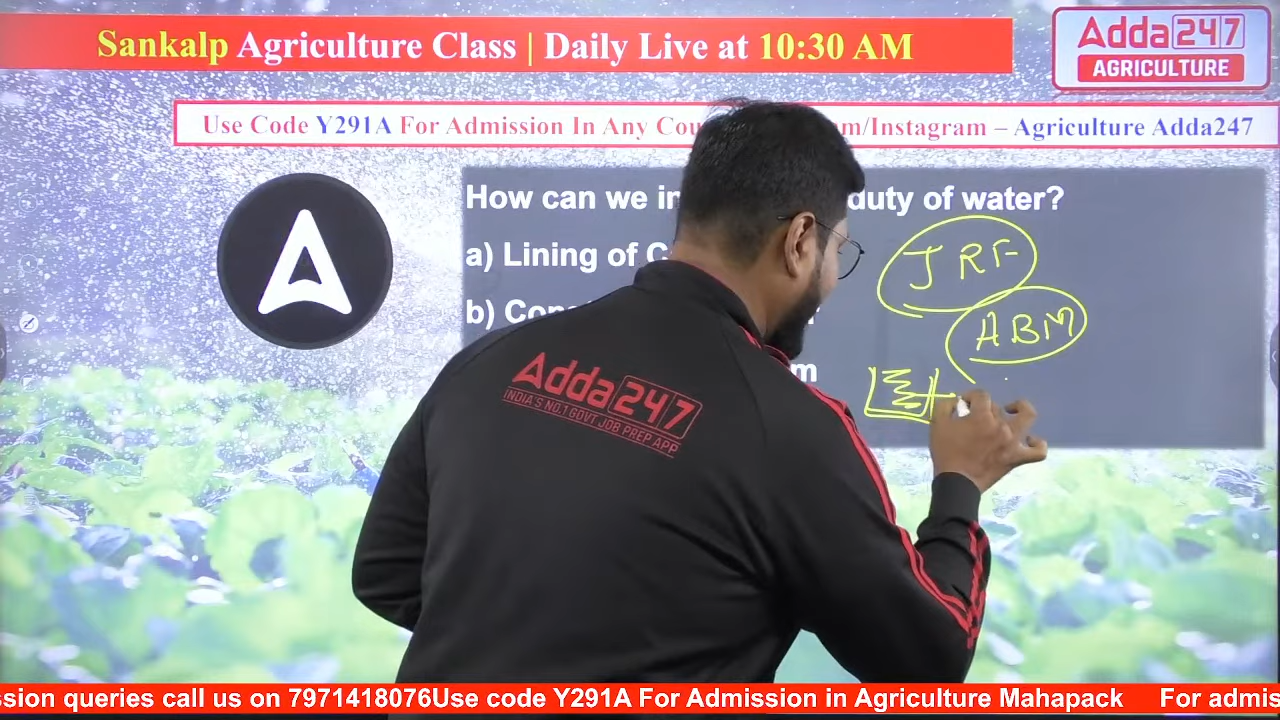 Sankalp Agriculture Class | Daily Live at 10:30 AM
Adda247
AGRICULTURE
Use Code Y291A For Admission In Any Cou m/Instagram – Agriculture Adda247
How can we in duty of water?
a) Lining of C
b) Con
m
JRF
ABM
Adda247
INDIA'S NO.1 GOVT JOB PREP APP
ssion queries call us on 7971418076Use code Y291A For Admission in Agriculture Mahapack For admis